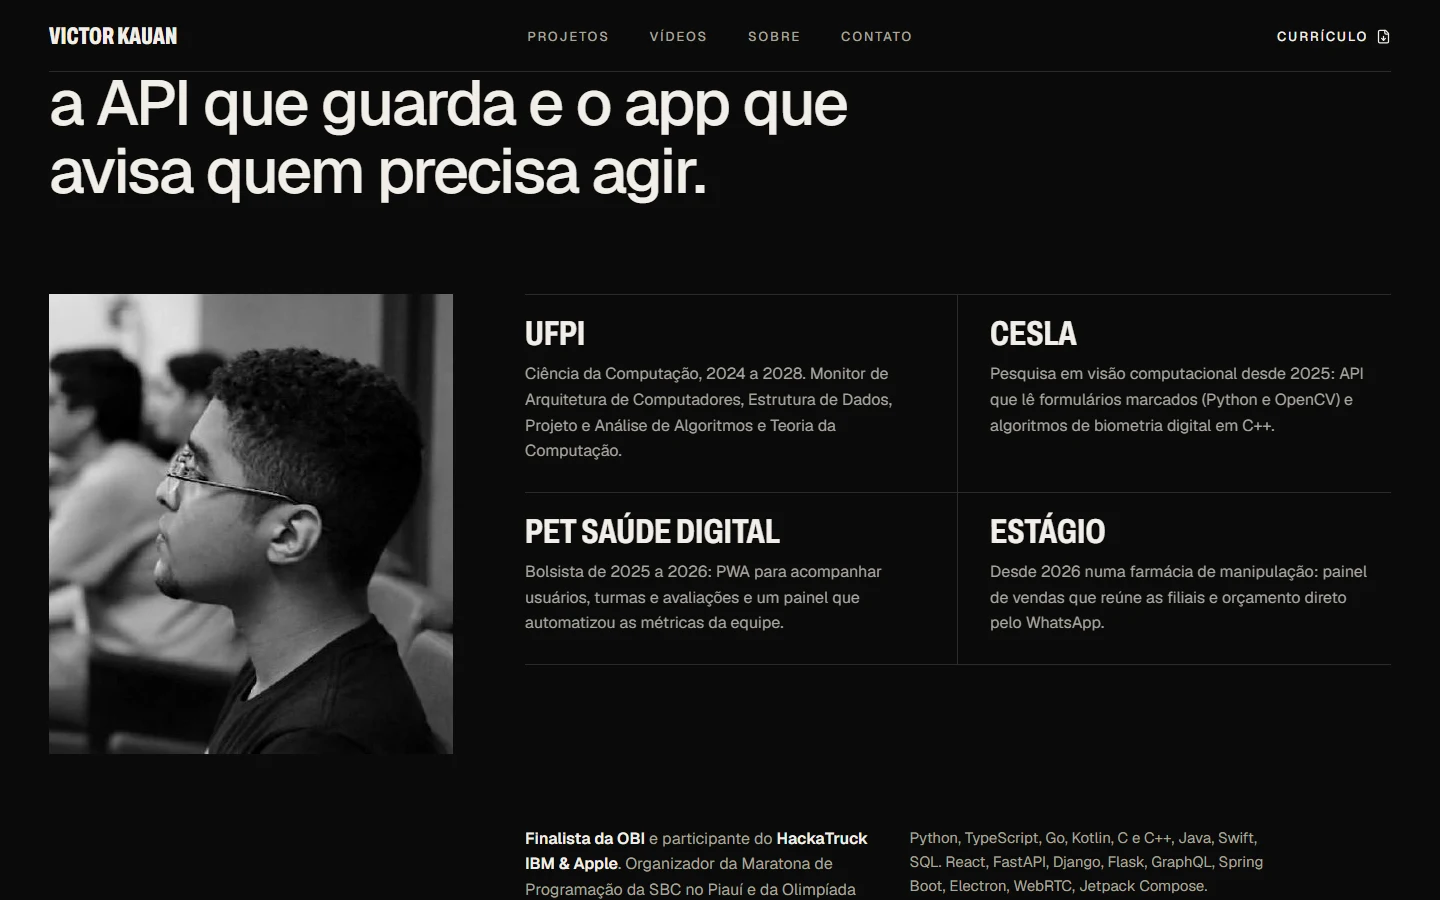 VICTOR KAUAN
PROJETOS
VÍDEOS
SOBRE
CONTATO
CURRÍCULO
a API que guarda e o app que
avisa quem precisa agir.
UFPI
Ciência da Computação, 2024 a 2028. Monitor de
Arquitetura de Computadores, Estrutura de Dados,
Projeto e Análise de Algoritmos e Teoria da
Computação.
CESLA
Pesquisa em visão computacional desde 2025: API
que lê formulários marcados (Python e OpenCV) e
algoritmos de biometria digital em C++.
PET SAÚDE DIGITAL
Bolsista de 2025 a 2026: PWA para acompanhar
usuários, turmas e avaliações e um painel que
automatizou as métricas da equipe.
ESTÁGIO
Desde 2026 numa farmácia de manipulação: painel
de vendas que reúne as filiais e orçamento direto
pelo WhatsApp.
Finalista da OBI e participante do HackaTruck
IBM & Apple. Organizador da Maratona de
Programação da SBC no Piauí e da Olimpíada
Python, TypeScript, Go, Kotlin, C e C++, Java, Swift,
SQL. React, FastAPI, Django, Flask, GraphQL, Spring
Boot, Electron, WebRTC, Jetpack Compose.